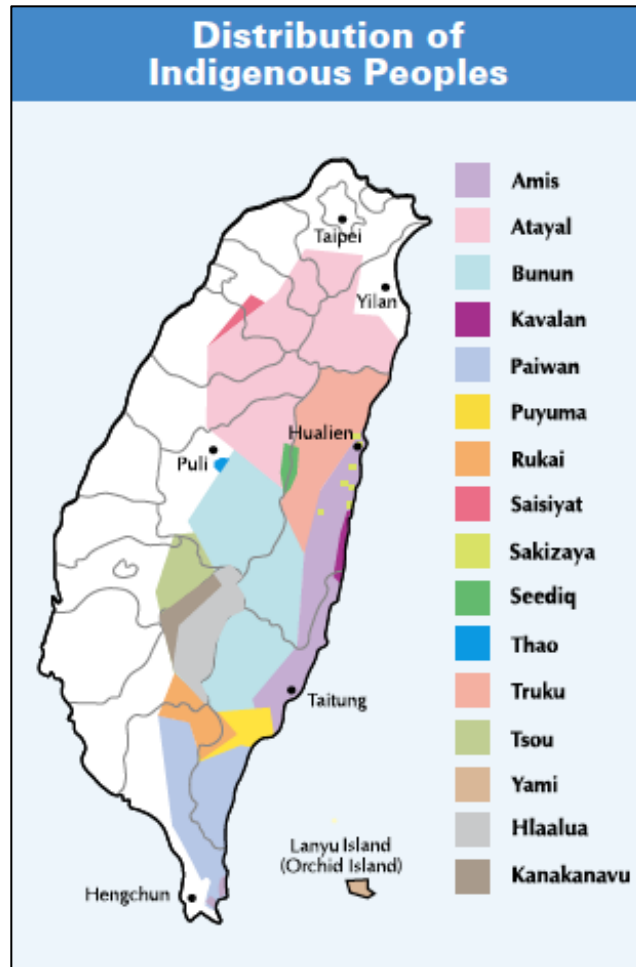 Distribution of
Indigenous Peoples
Taipei
Yilan
Hualien
Puli
Taitung
Lanyu Island
(Orchid Island)
Hengchun
Amis
Atayal
Bunun
Kavalan
Paiwan
Puyuma
Rukai
Saisiyat
Sakizaya
Seediq
Thao
Truku
Tsou
Yami
Hlaalua
Kanakanavu